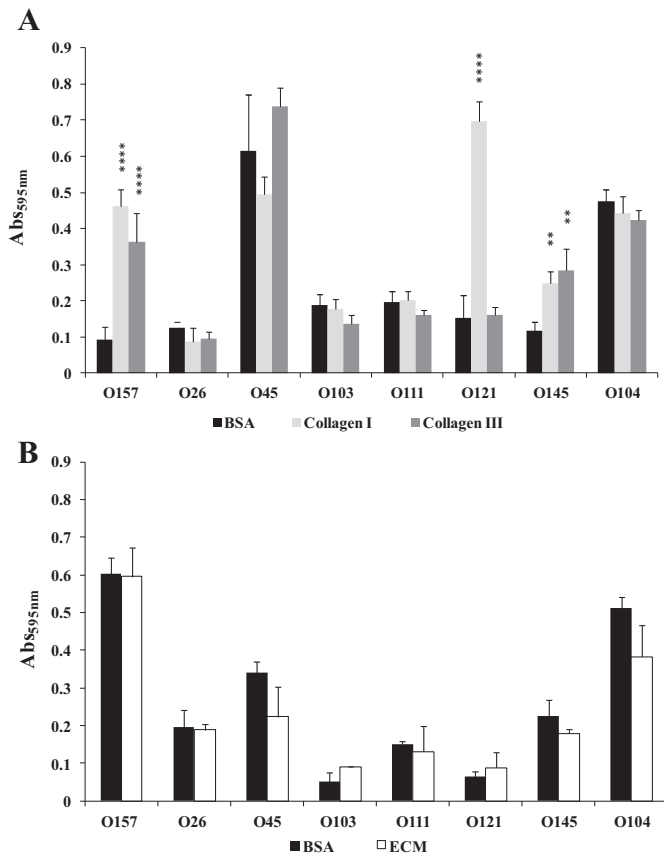 A
0.9
0.8
0.7
0.6
0.5
0.4
0.3
0.2
0.1
0
Abs595nm
**** ****
****
** **
O157 O26 O45 O103 O111 O121 O145 O104
BSA Collagen I Collagen III
B
0.9
0.8
0.7
0.6
0.5
0.4
0.3
0.2
0.1
0
Abs595nm
O157 O26 O45 O103 O111 O121 O145 O104
BSA ECM